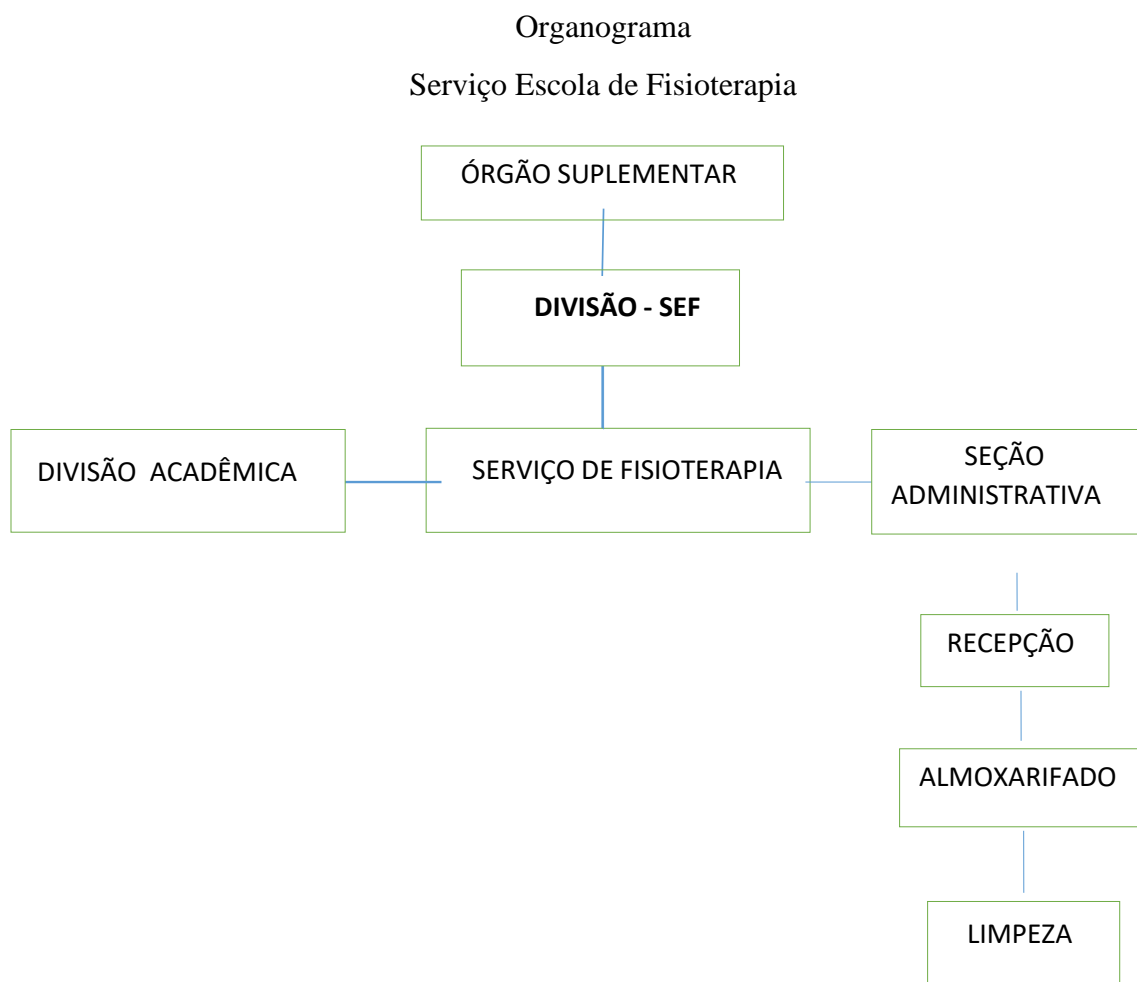 Organograma
Serviço Escola de Fisioterapia
ÓRGÃO SUPLEMENTAR
DIVISÃO - SEF
DIVISÃO ACADÊMICA
SERVIÇO DE FISIOTERAPIA
SEÇÃO
ADMINISTRATIVA
RECEPÇÃO
ALMOXARIFADO
LIMPEZA